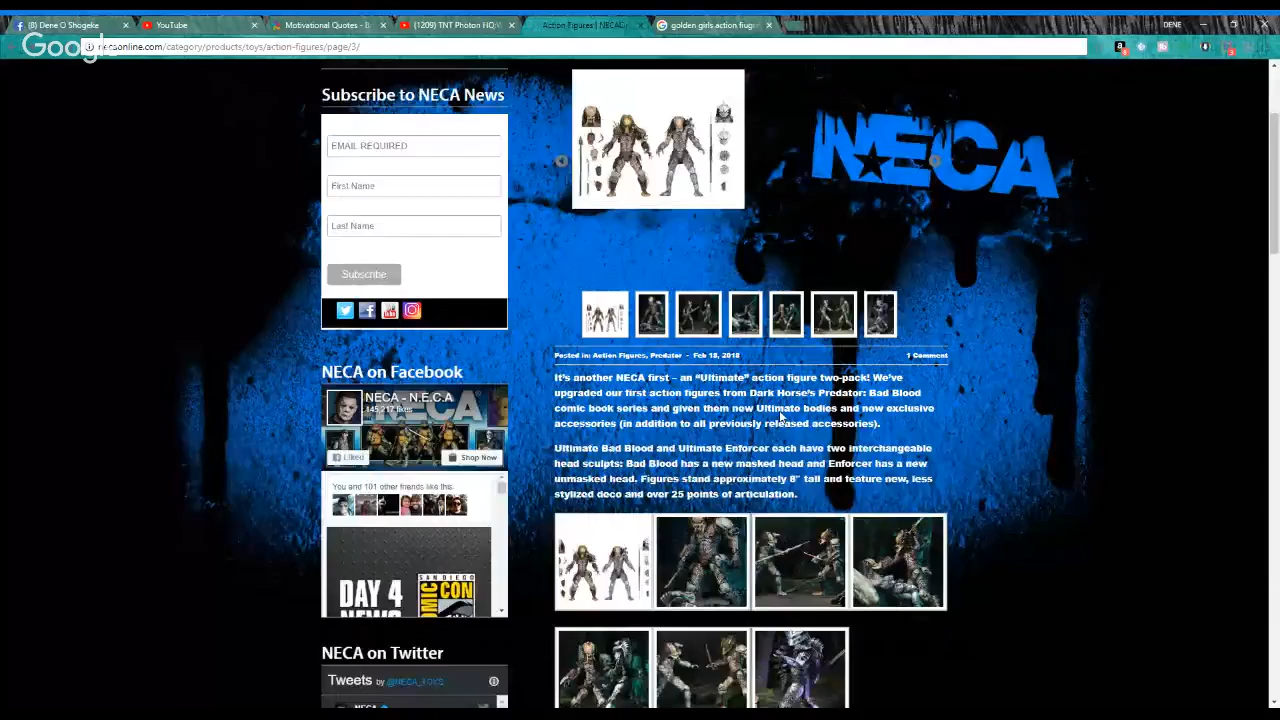 (8) Dene O Shogeke
YouTube
Motivational Quotes - B
(1209) TNT Photon HQ
Action Figures | NECAO
golden girls action fiugr
DENE
Google
necaonline.com/category/products/toys/action-figures/page/3/
Subscribe to NECA News
EMAIL REQUIRED
First Name
Last Name
Subscribe
NECA
Posted in: Action Figures, Predator - Feb 18, 2018
1 Comment
It's another NECA first – an “Ultimate” action figure two-pack! We've
upgraded our first action figures from Dark Horse's Predator: Bad Blood
comic book series and given them new Ultimate bodies and new exclusive
accessories (in addition to all previously released accessories).
Ultimate Bad Blood and Ultimate Enforcer each have two interchangeable
head sculpts: Bad Blood has a new masked head and Enforcer has a new
unmasked head. Figures stand approximately 8" tall and feature new, less
stylized deco and over 25 points of articulation.
NECA on Facebook
NECA - N.E.C.A
145,217 likes
Liked
Shop Now
You and 101 other friends like this
DAY 4
SAN DIEGO
COMIC CON
NECA on Twitter
Tweets by @NECA_TOYS
NECA